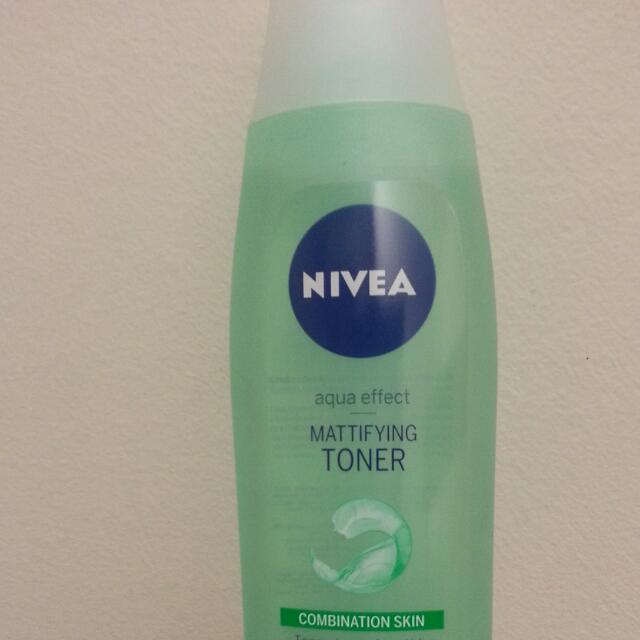 NIVEA
aqua effect
MATTIFYING
TONER
COMBINATION SKIN